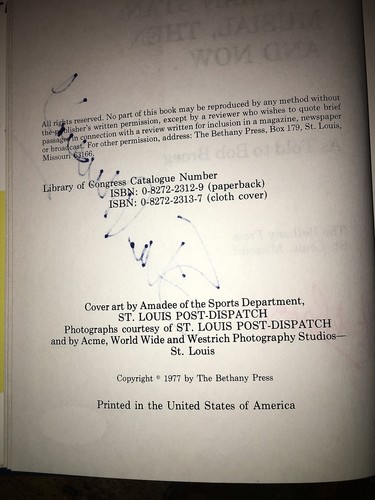 All rights reserved. No part of this book may be reproduced by any method without
the publisher's written permission, except by a reviewer who wishes to quote brief
passages in connection with a review written for inclusion in a magazine, newspaper
or broadcast. For other permission, address: The Bethany Press, Box 179, St. Louis,
Missouri 63166.
Library of Congress Catalogue Number
ISBN: 0-8272-2312-9 (paperback)
ISBN: 0-8272-2313-7 (cloth cover)
Cover art by Amadee of the Sports Department,
ST. LOUIS POST-DISPATCH
Photographs courtesy of ST. LOUIS POST-DISPATCH
and by Acme, World Wide and Westrich Photography Studios—
St. Louis
Copyright © 1977 by The Bethany Press
Printed in the United States of America